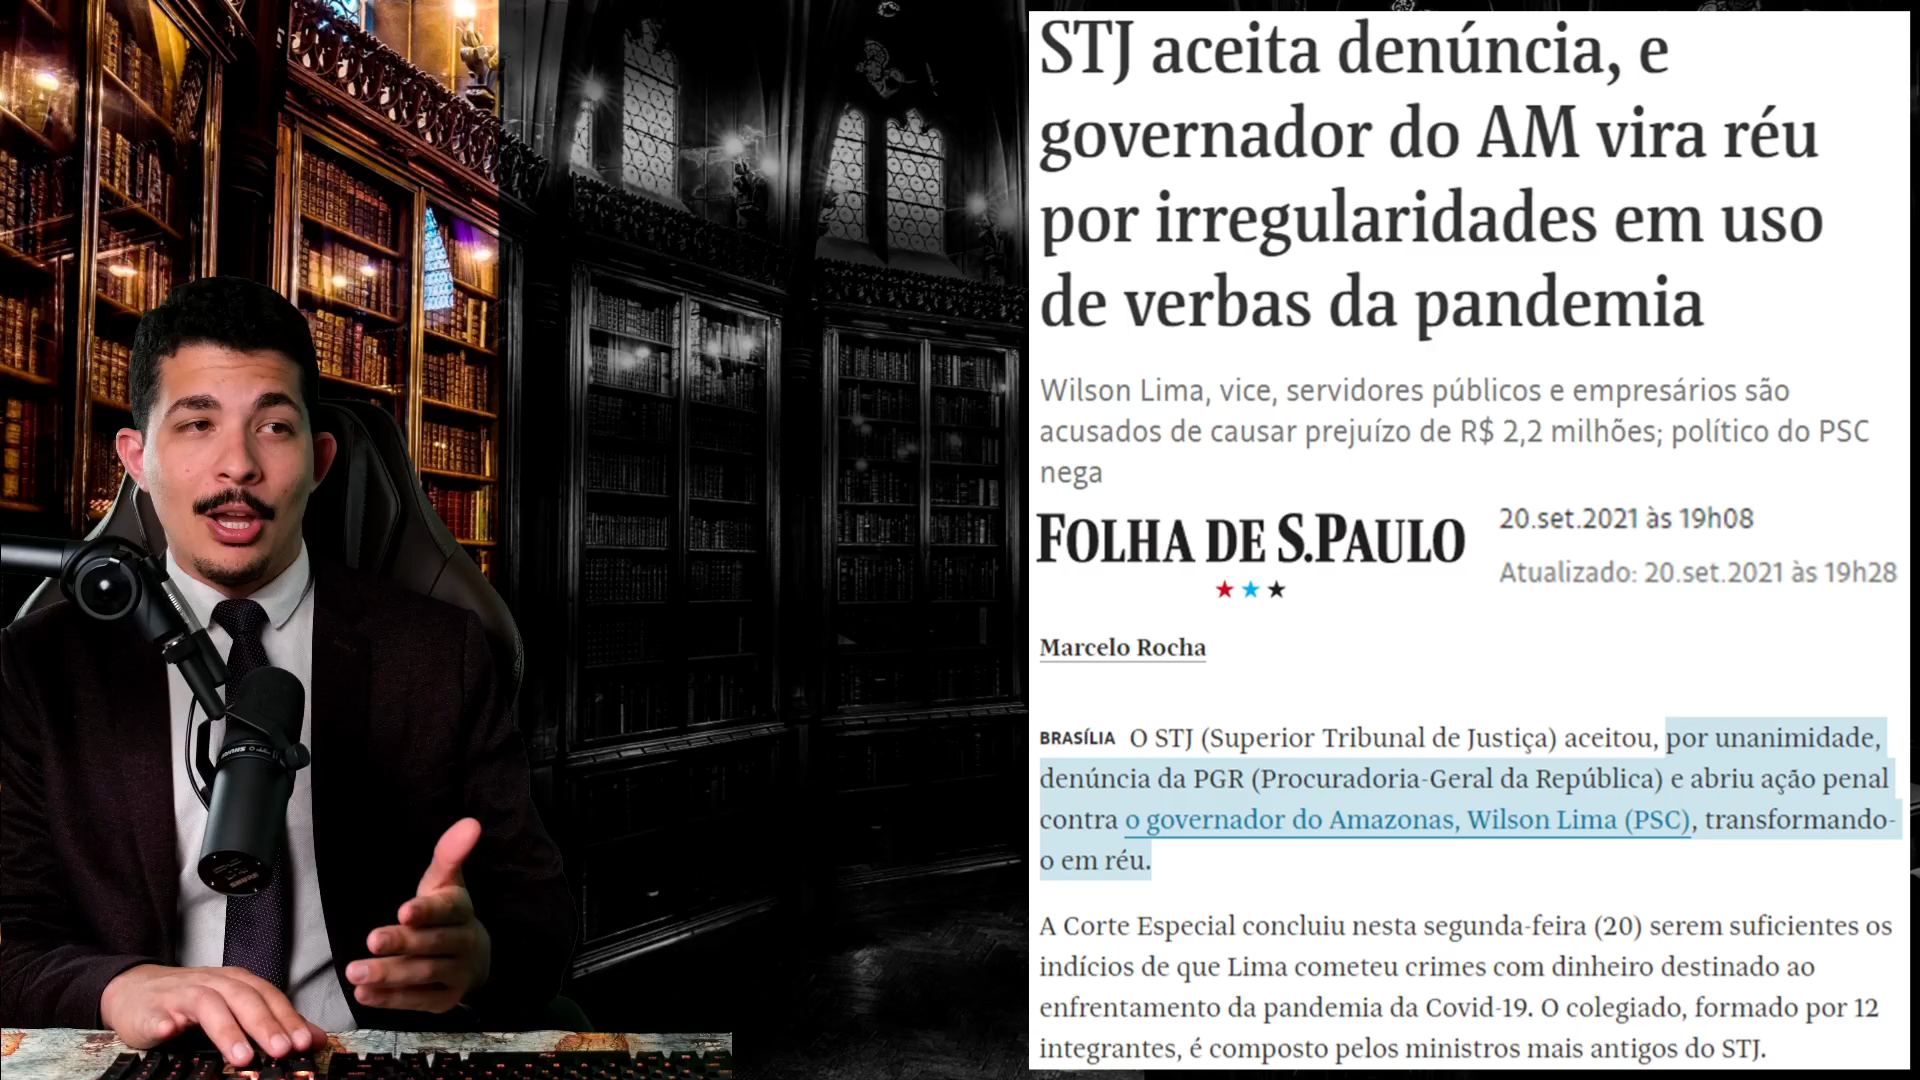 STJ aceita denúncia, e
governador do AM vira réu
por irregularidades em uso
de verbas da pandemia
Wilson Lima, vice, servidores públicos e empresários são
acusados de causar prejuízo de R$ 2,2 milhões; político do PSC
nega
FOLHA DE S.PAULO
20.set.2021 às 19h08
Atualizado: 20.set.2021 às 19h28
Marcelo Rocha
BRASÍLIA O STJ (Superior Tribunal de Justiça) aceitou, por unanimidade,
denúncia da PGR (Procuradoria-Geral da República) e abriu ação penal
contra o governador do Amazonas, Wilson Lima (PSC), transformando-
o em réu.
A Corte Especial concluiu nesta segunda-feira (20) serem suficientes os
indícios de que Lima cometeu crimes com dinheiro destinado ao
enfrentamento da pandemia da Covid-19. O colegiado, formado por 12
integrantes, é composto pelos ministros mais antigos do STJ.